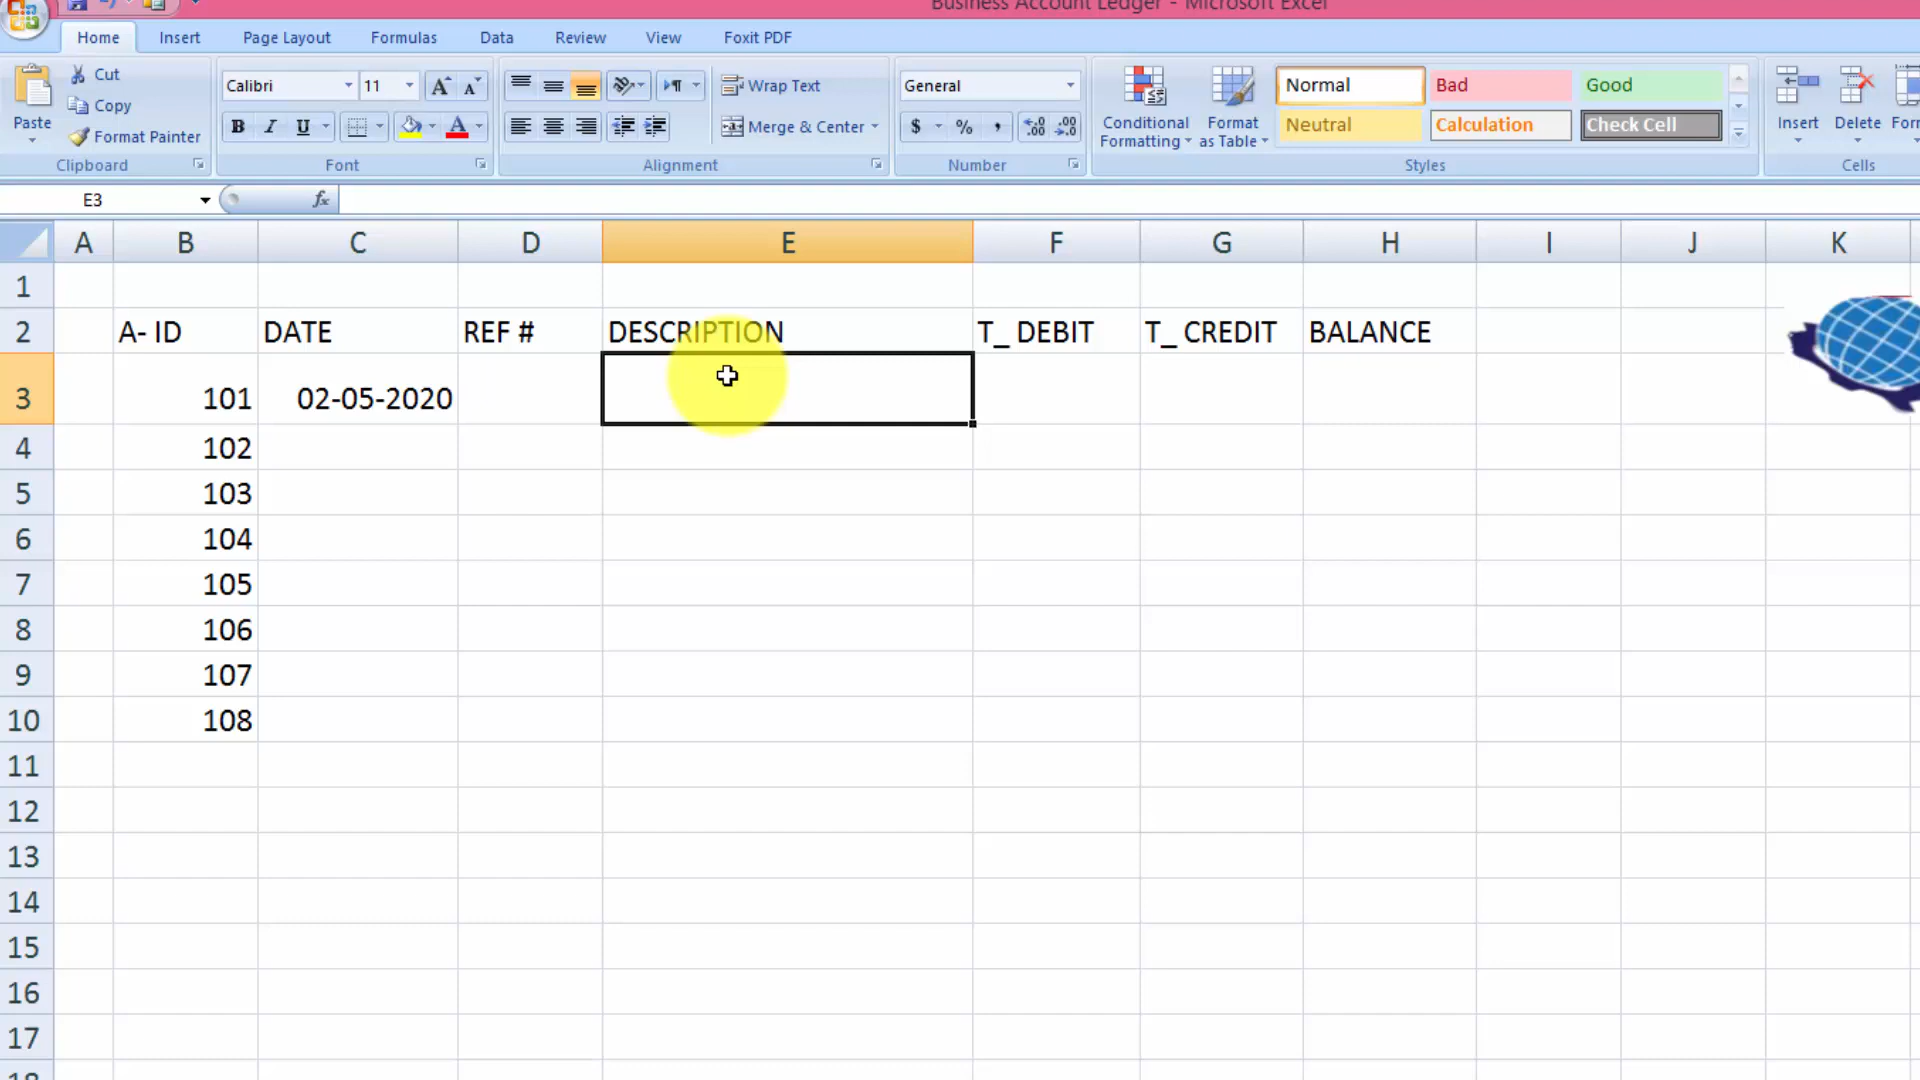 Business Account Ledger - Microsoft Excel
Home Insert Page Layout Formulas Data Review View Foxit PDF
Paste
Cut
Copy
Format Painter
Clipboard
Calibri 11
B I U A
Font
Wrap Text
Merge & Center
Alignment
General
$ % ,
Number
Conditional Formatting
Format as Table
Normal Bad Good
Neutral Calculation Check Cell
Styles
Insert Delete
Cells
E3 fx
A B C D E F G H I J K
1
2 A- ID DATE REF # DESCRIPTION T_ DEBIT T_ CREDIT BALANCE
3 101 02-05-2020
4 102
5 103
6 104
7 105
8 106
9 107
10 108
11
12
13
14
15
16
17